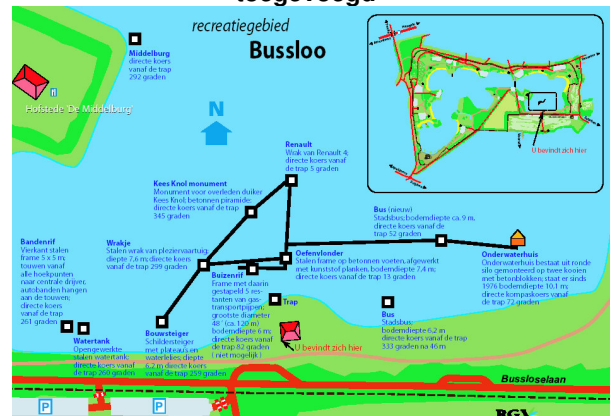 toegevoegd
recreatiegebied
Bussloo
Middelburg
directe koers
vanaf de trap
292 graden
Hofstede 'De Middelburg'
N
U bevindt zich hier
Renault
Wrak van Renault 4;
directe koers vanaf
de trap 5 graden
Kees Knol monument
Monument voor overleden duiker
Kees Knol; betonnen piramide;
directe koers vanaf de trap
345 graden
Bus (nieuw)
Stadsbus; bodemdiepte ca. 9 m,
directe koers vanaf de
trap 52 graden
Bandenrif
Vierkant stalen
frame 5 x 5 m;
touwen vanaf
alle hoekpunten
naar centrale drijver,
autobanden hangen
aan de touwen;
directe koers
vanaf de trap
261 graden
Wrakje
Stalen wrak van pleziervaartuig;
diepte 7,6 m; directe koers
vanaf de trap 299 graden
Oefenvlonder
Stalen frame op betonnen voeten, afgewerkt
met kunststof planken, bodemdiepte 7,4 m;
directe koers vanaf de trap 13 graden
Onderwaterhuis
Onderwaterhuis bestaat uit ronde
silo gemonteerd op twee kooien
met betonblokken; staat er sinds
1976 bodemdiepte 10,1 m;
directe kompaskoers vanaf
de trap 72 graden
Buizenrif
Frame met daarin
gestapeld 5 res-
tanten van gas-
transportpijpen;
grootste diameter
48" (ca. 120 m)
bodemdiepte 6 m;
directe koers vanaf
de trap 82 graden
( niet mogelijk )
Trap
U bevindt zich hier
Bus
Stadsbus;
bodemdiepte 6,2 m
directe koers vanaf de trap
333 graden na 46 m
Watertank
Opengewerkte
stalen watertank;
directe koers vanaf
de trap 260 graden
Bouwsteiger
Schildersteiger
met plateau's en
waterlelies; diepte
6,2 m directe koers
vanaf de trap 259 graden
Bussloselaan
P
P
RGV